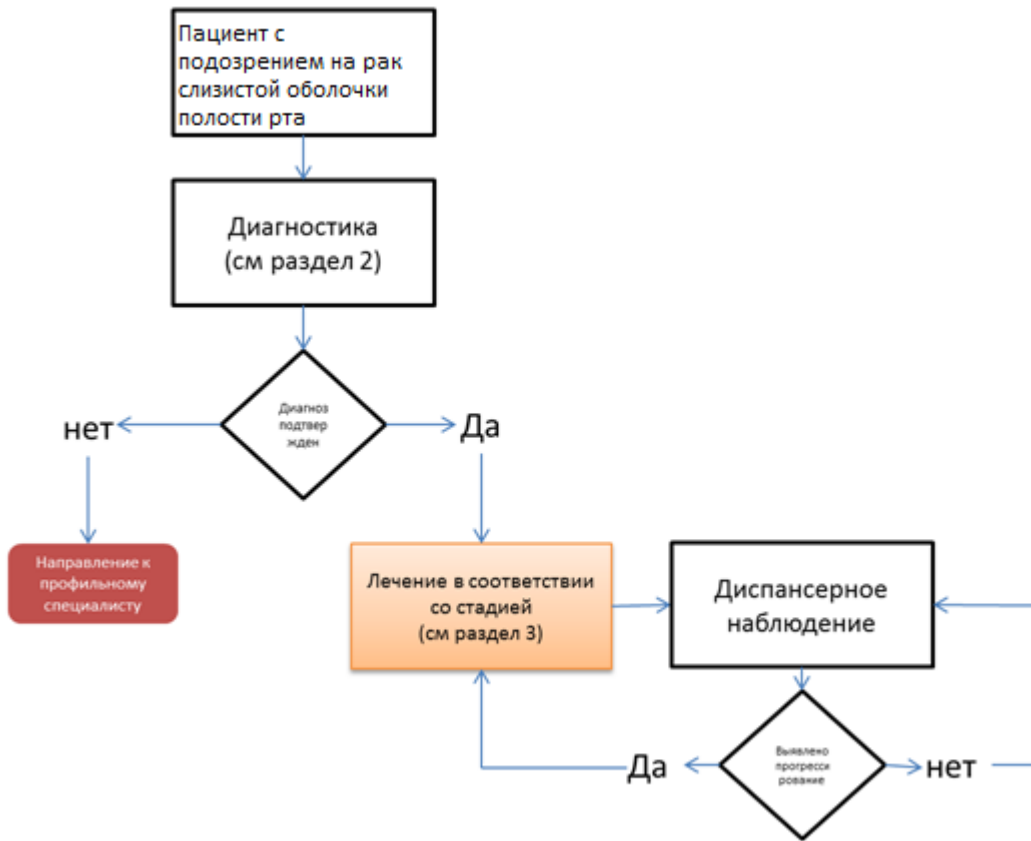 Пациент с
подозрением на рак
слизистой оболочки
полости рта
Диагностика
(см раздел 2)
Диагноз
подтвер
жден
нет
Да
Направление к
профильному
специалисту
Лечение в соответствии
со стадией
(см раздел 3)
Диспансерное
наблюдение
Выявлено
прогресси
рование
Да
нет